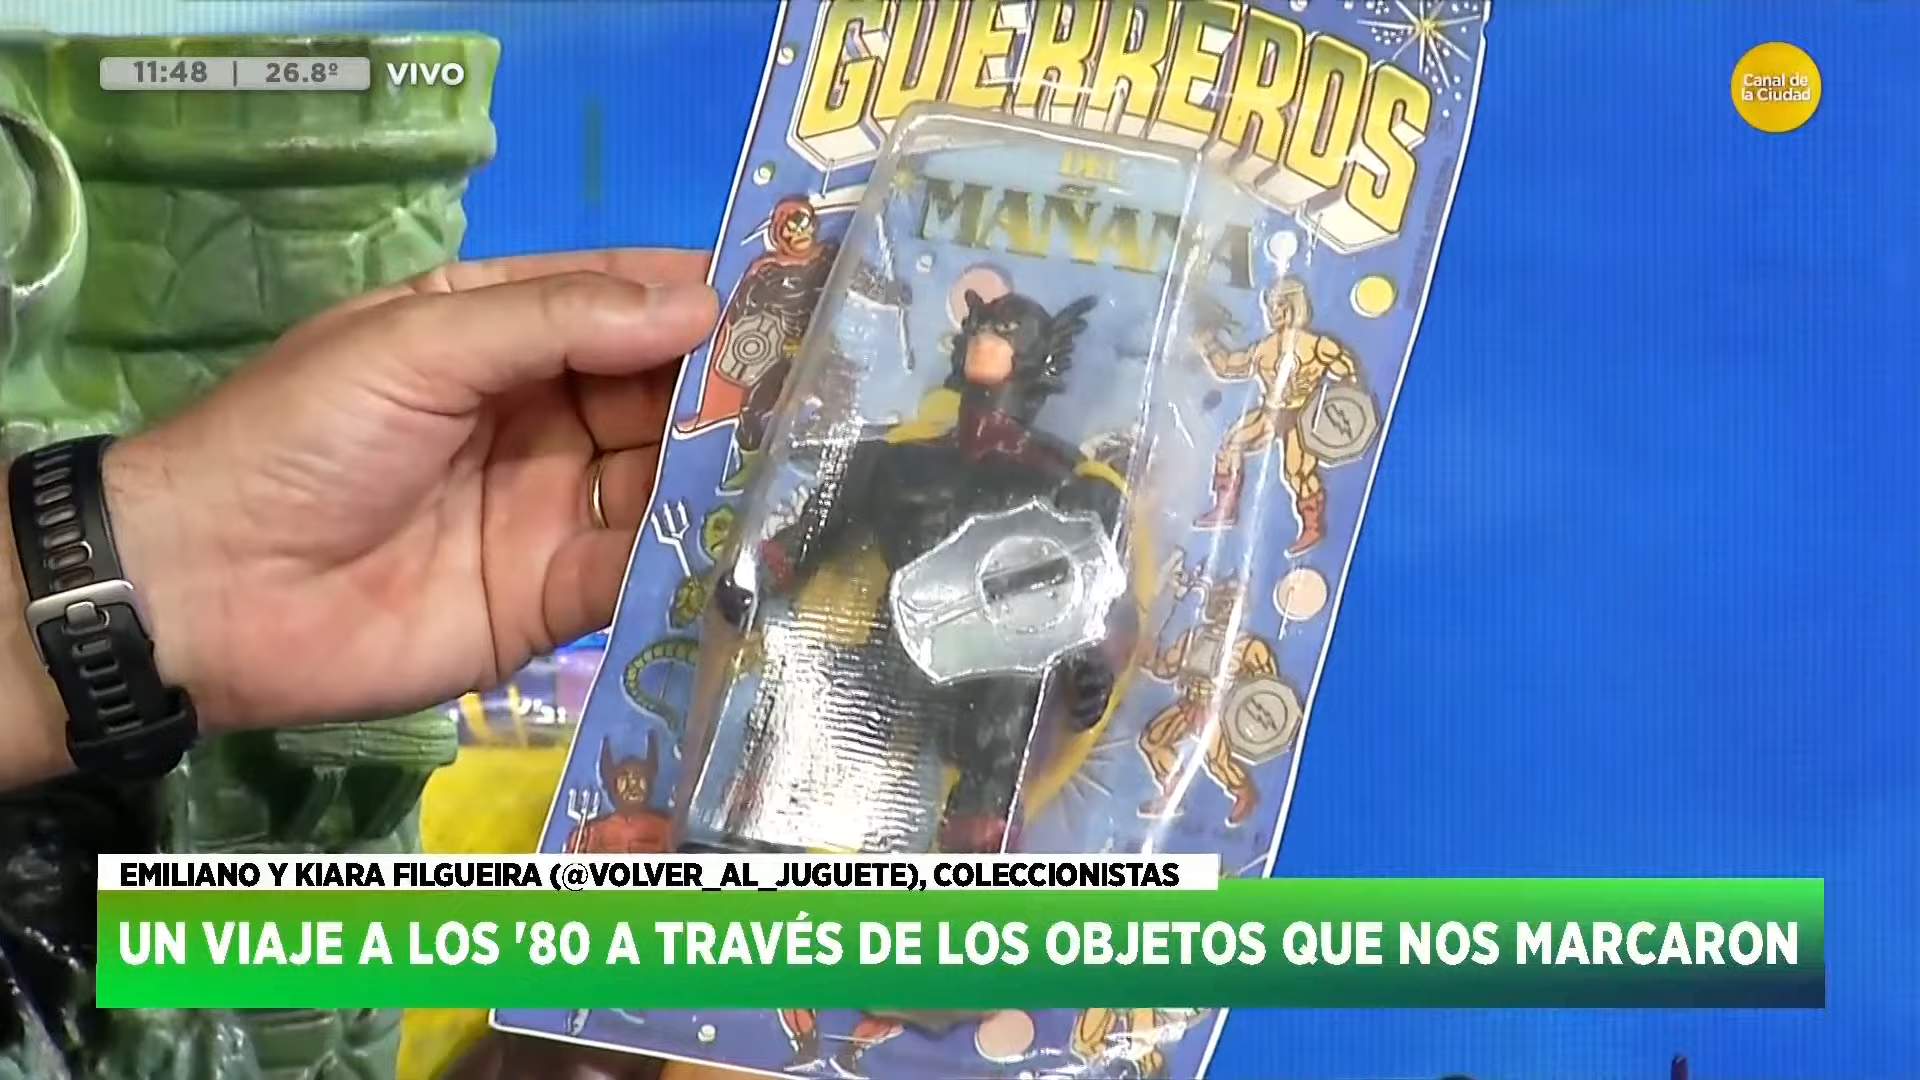 11:48 | 26.8º VIVO
Canal de
la Ciudad
GUERREROS
DEL
MAÑANA
EMILIANO Y KIARA FILGUEIRA (@VOLVER_AL_JUGUETE), COLECCIONISTAS
UN VIAJE A LOS '80 A TRAVÉS DE LOS OBJETOS QUE NOS MARCARON